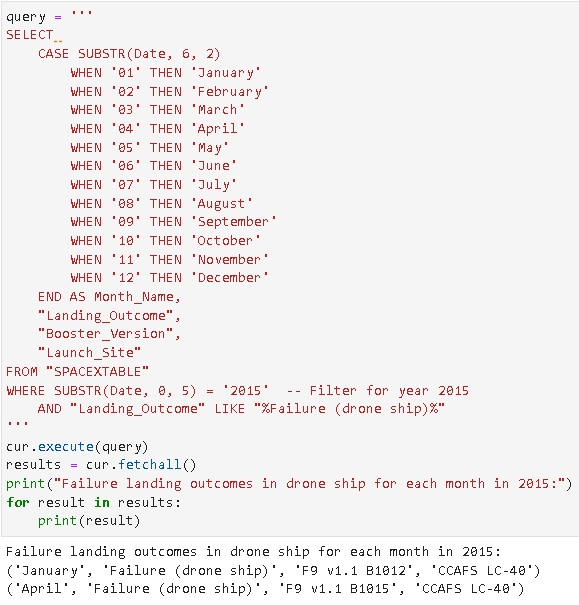 query = '''
SELECT
    CASE SUBSTR(Date, 6, 2)
        WHEN '01' THEN 'January'
        WHEN '02' THEN 'February'
        WHEN '03' THEN 'March'
        WHEN '04' THEN 'April'
        WHEN '05' THEN 'May'
        WHEN '06' THEN 'June'
        WHEN '07' THEN 'July'
        WHEN '08' THEN 'August'
        WHEN '09' THEN 'September'
        WHEN '10' THEN 'October'
        WHEN '11' THEN 'November'
        WHEN '12' THEN 'December'
    END AS Month_Name,
    "Landing_Outcome",
    "Booster_Version",
    "Launch_Site"
FROM "SPACEXTABLE"
WHERE SUBSTR(Date, 0, 5) = '2015'  -- Filter for year 2015
    AND "Landing_Outcome" LIKE "%Failure (drone ship)%"
'''
cur.execute(query)
results = cur.fetchall()
print("Failure landing outcomes in drone ship for each month in 2015:")
for result in results:
    print(result)
Failure landing outcomes in drone ship for each month in 2015:
('January', 'Failure (drone ship)', 'F9 v1.1 B1012', 'CCAFS LC-40')
('April', 'Failure (drone ship)', 'F9 v1.1 B1015', 'CCAFS LC-40')